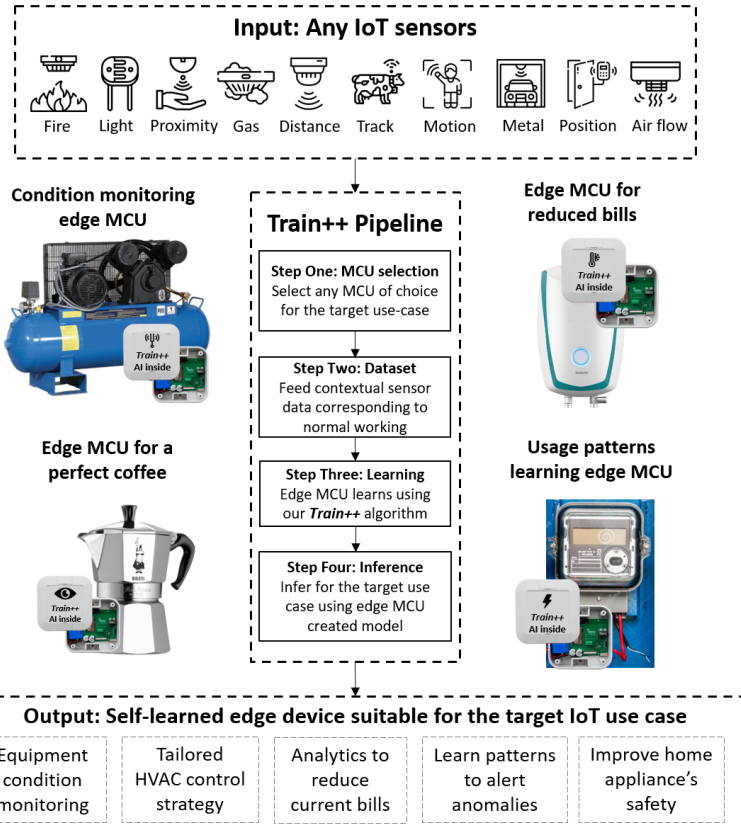 Input: Any IoT sensors
Fire
Light
Proximity
Gas
Distance
Track
Motion
Metal
Position
Air flow
Condition monitoring
edge MCU
Train++
AI inside
Edge MCU for
reduced bills
Train++
AI inside
Train++ Pipeline
Step One: MCU selection
Select any MCU of choice
for the target use-case
Step Two: Dataset
Feed contextual sensor
data corresponding to
normal working
Step Three: Learning
Edge MCU learns using
our Train++ algorithm
Step Four: Inference
Infer for the target use
case using edge MCU
created model
Edge MCU for a
perfect coffee
BIALETTI
Train++
AI inside
Usage patterns
learning edge MCU
Train++
AI inside
Output: Self-learned edge device suitable for the target IoT use case
Equipment
condition
monitoring
Tailored
HVAC control
strategy
Analytics to
reduce
current bills
Learn patterns
to alert
anomalies
Improve home
appliance's
safety